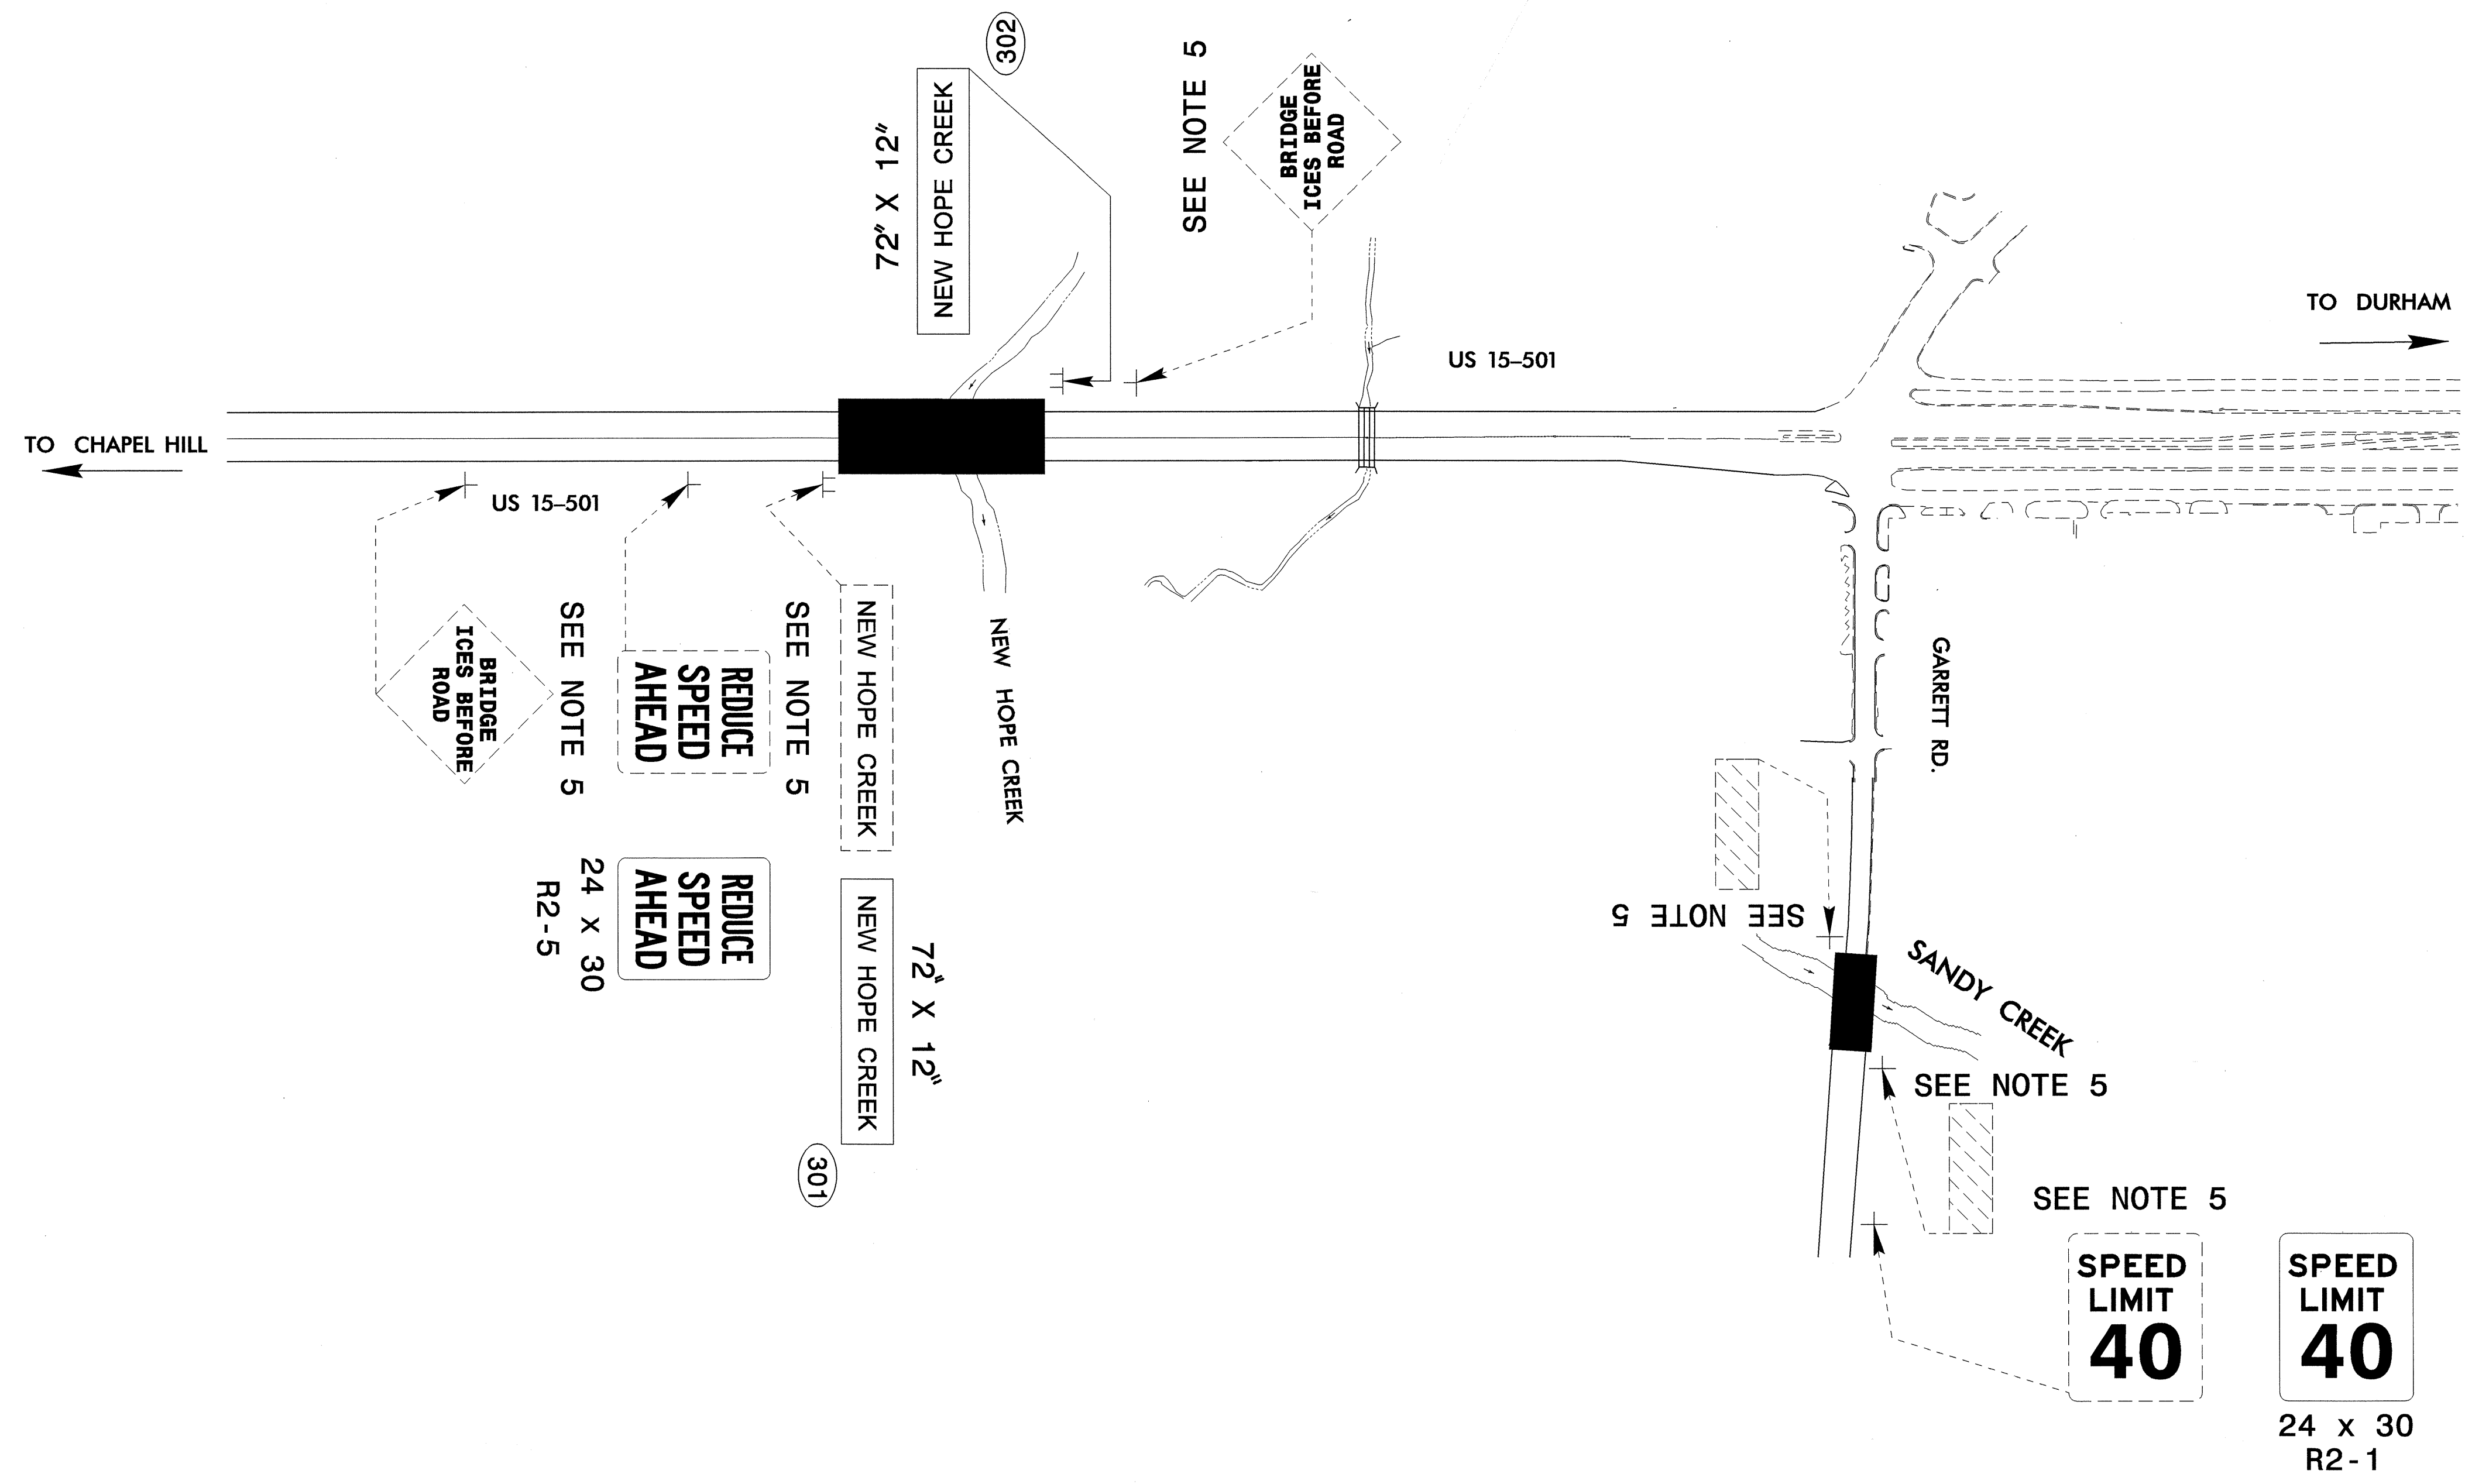 302
NEW HOPE CREEK
72" X 12"
SEE NOTE 5
BRIDGE
ICES BEFORE
ROAD
TO DURHAM
US 15–501
TO CHAPEL HILL
US 15–501
BRIDGE
ICES BEFORE
ROAD
SEE NOTE 5
REDUCE
SPEED
AHEAD
SEE NOTE 5
NEW HOPE CREEK
NEW HOPE CREEK
REDUCE
SPEED
AHEAD
24 x 30
R2-5
NEW HOPE CREEK
72" X 12"
301
GARRETT RD.
SEE NOTE 5
SANDY CREEK
SEE NOTE 5
SEE NOTE 5
SPEED
LIMIT
40
SPEED
LIMIT
40
24 x 30
R2-1